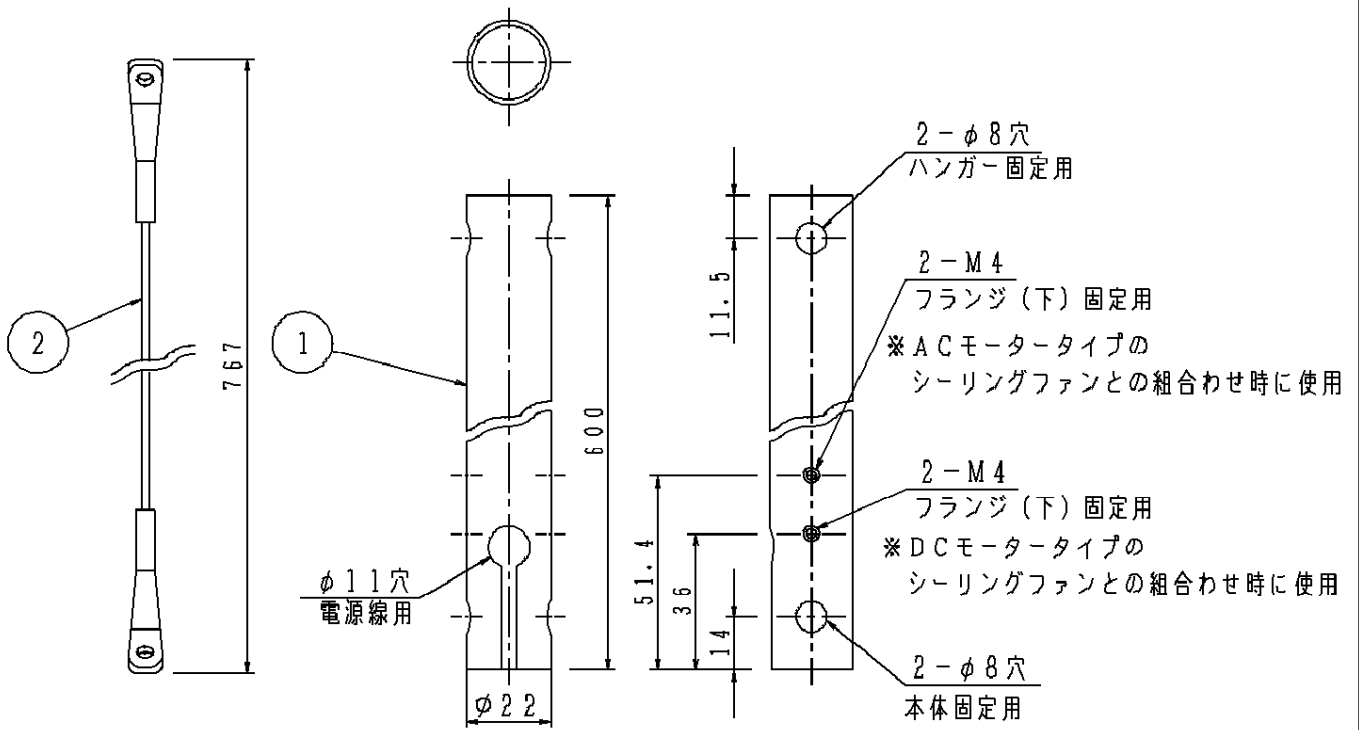 2－φ8穴
ハンガー固定用
2－M4
フランジ（下）固定用
※ACモータータイプの
シーリングファンとの組合わせ時に使用
2－M4
フランジ（下）固定用
※DCモータータイプの
シーリングファンとの組合わせ時に使用
2－φ8穴
本体固定用
φ11穴
電源線用
2
1
767
600
11.5
51.4
36
14
φ22